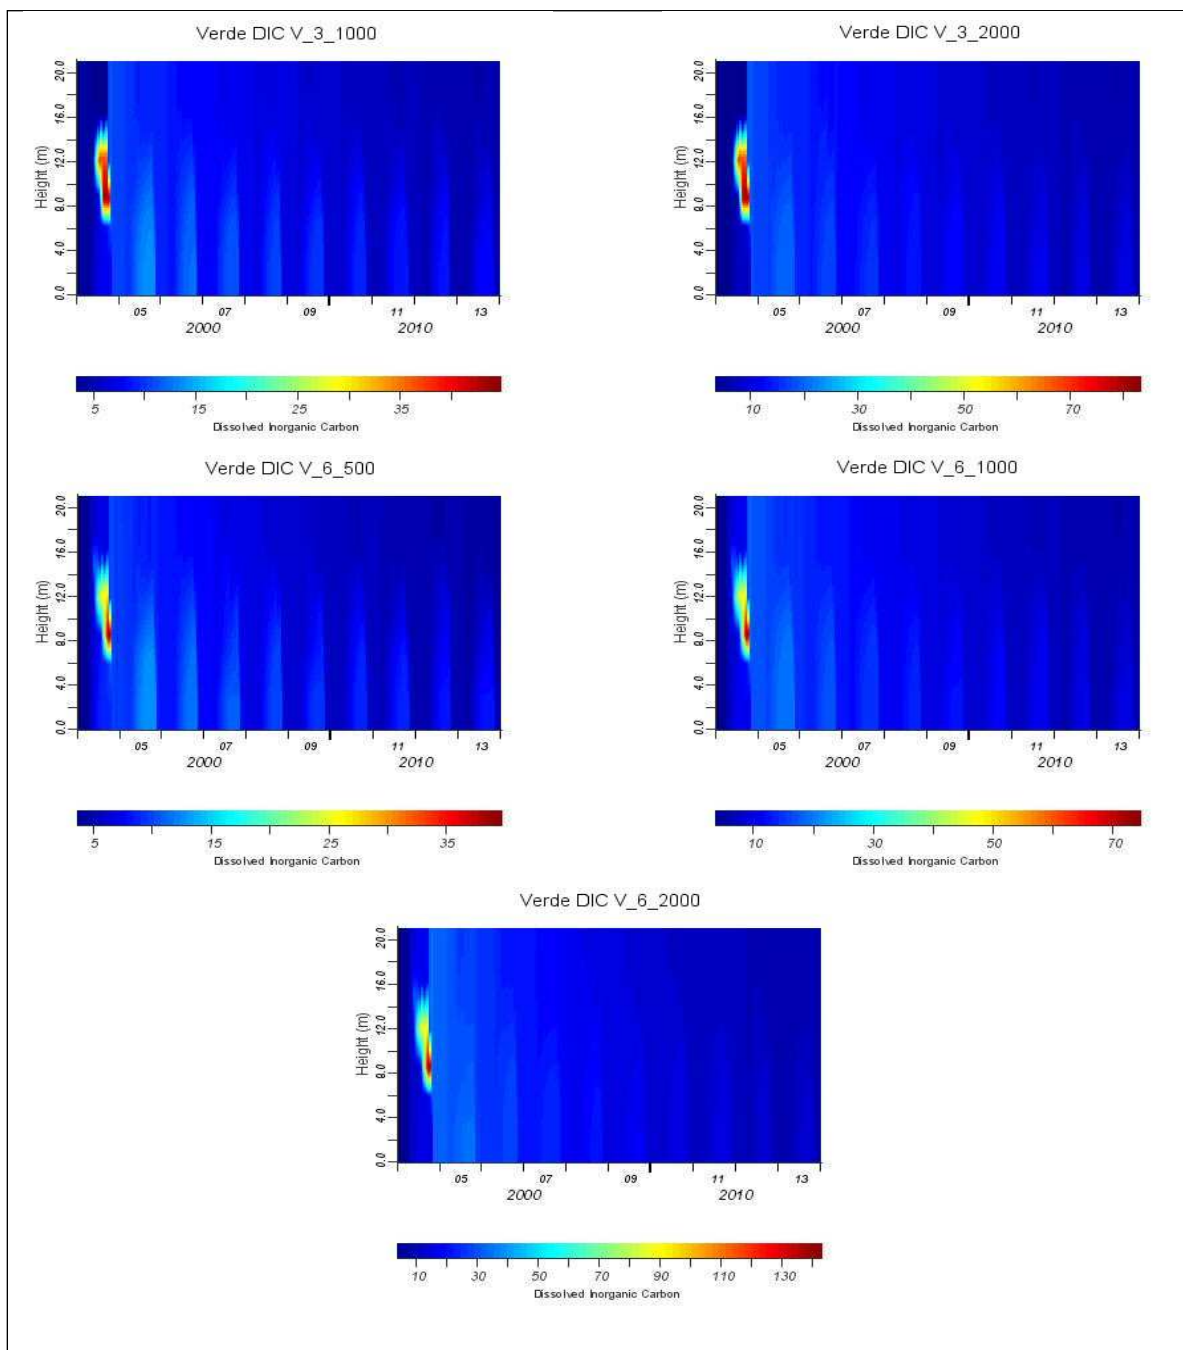 Verde DIC V_3_1000
Height (m)
20.0
16.0
12.0
8.0
4.0
0.0
05 07 09 11 13
2000 2010
5 15 25 35
Dissolved Inorganic Carbon
Verde DIC V_3_2000
Height (m)
20.0
16.0
12.0
8.0
4.0
0.0
05 07 09 11 13
2000 2010
10 30 50 70
Dissolved Inorganic Carbon
Verde DIC V_6_500
Height (m)
20.0
16.0
12.0
8.0
4.0
0.0
05 07 09 11 13
2000 2010
5 15 25 35
Dissolved Inorganic Carbon
Verde DIC V_6_1000
Height (m)
20.0
16.0
12.0
8.0
4.0
0.0
05 07 09 11 13
2000 2010
10 30 50 70
Dissolved Inorganic Carbon
Verde DIC V_6_2000
Height (m)
20.0
16.0
12.0
8.0
4.0
0.0
05 07 09 11 13
2000 2010
10 30 50 70 90 110 130
Dissolved Inorganic Carbon